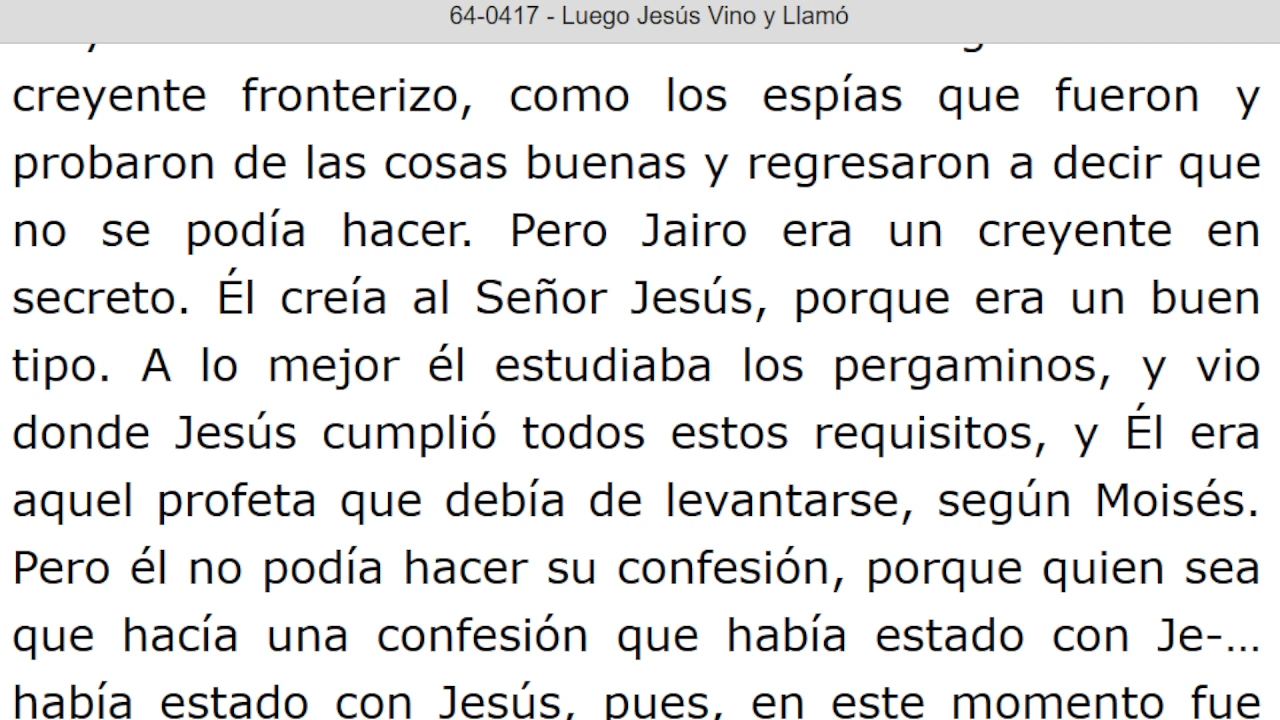 64-0417 - Luego Jesús Vino y Llamó
creyente fronterizo, como los espías que fueron y
probaron de las cosas buenas y regresaron a decir que
no se podía hacer. Pero Jairo era un creyente en
secreto. Él creía al Señor Jesús, porque era un buen
tipo. A lo mejor él estudiaba los pergaminos, y vio
donde Jesús cumplió todos estos requisitos, y Él era
aquel profeta que debía de levantarse, según Moisés.
Pero él no podía hacer su confesión, porque quien sea
que hacía una confesión que había estado con Je-...
había estado con Jesús, pues, en este momento fue